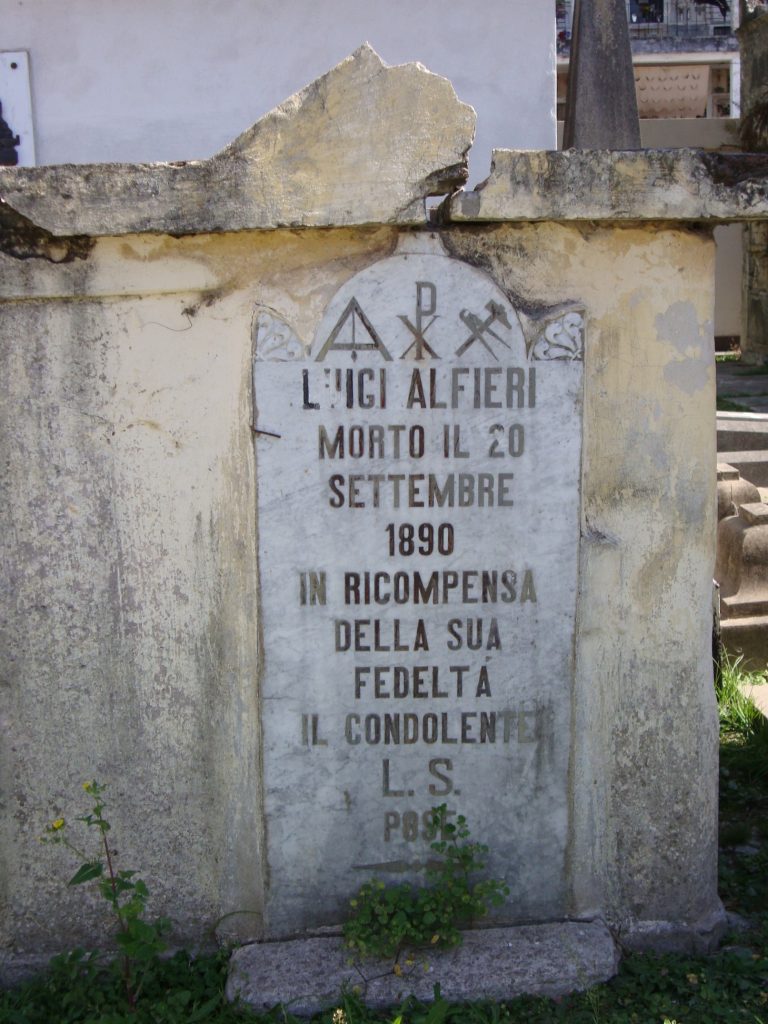 LUIGI ALFIERI
MORTO IL 20
SETTEMBRE
1890
IN RICOMPENSA
DELLA SUA
FEDELTÁ
IL CONDOLENTE
L. S.
POSE